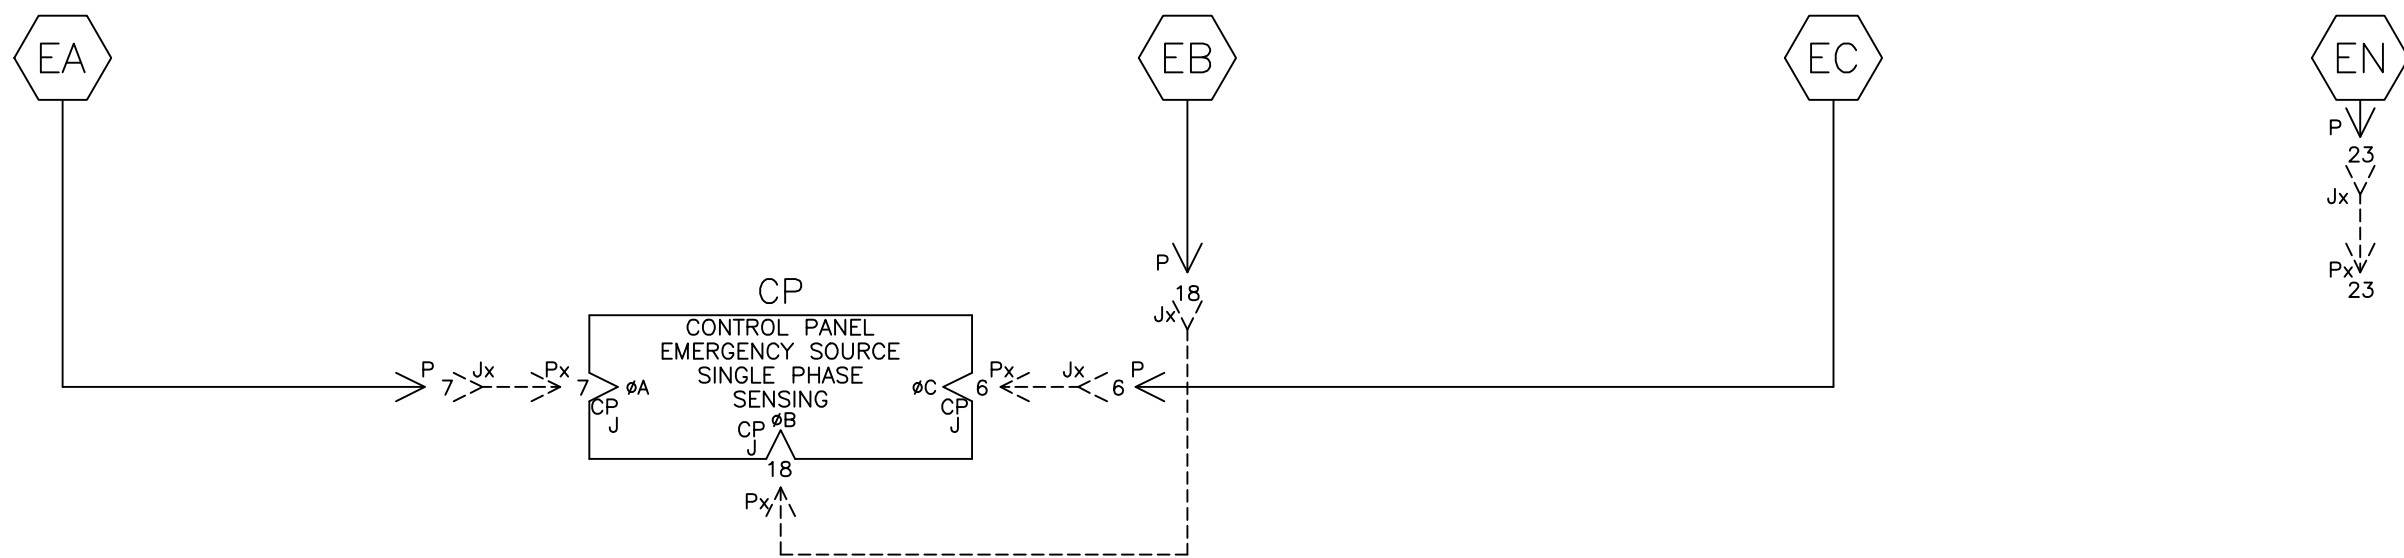 EA
EB
EC
EN
P
23
Jx
Px
23
P
18
Jx
CP
CONTROL PANEL
EMERGENCY SOURCE
SINGLE PHASE
SENSING
P 7 Jx Px 7 øA
CP
J
øC 6 Px Jx 6 P
CP
J
øB
CP
J
18
Px